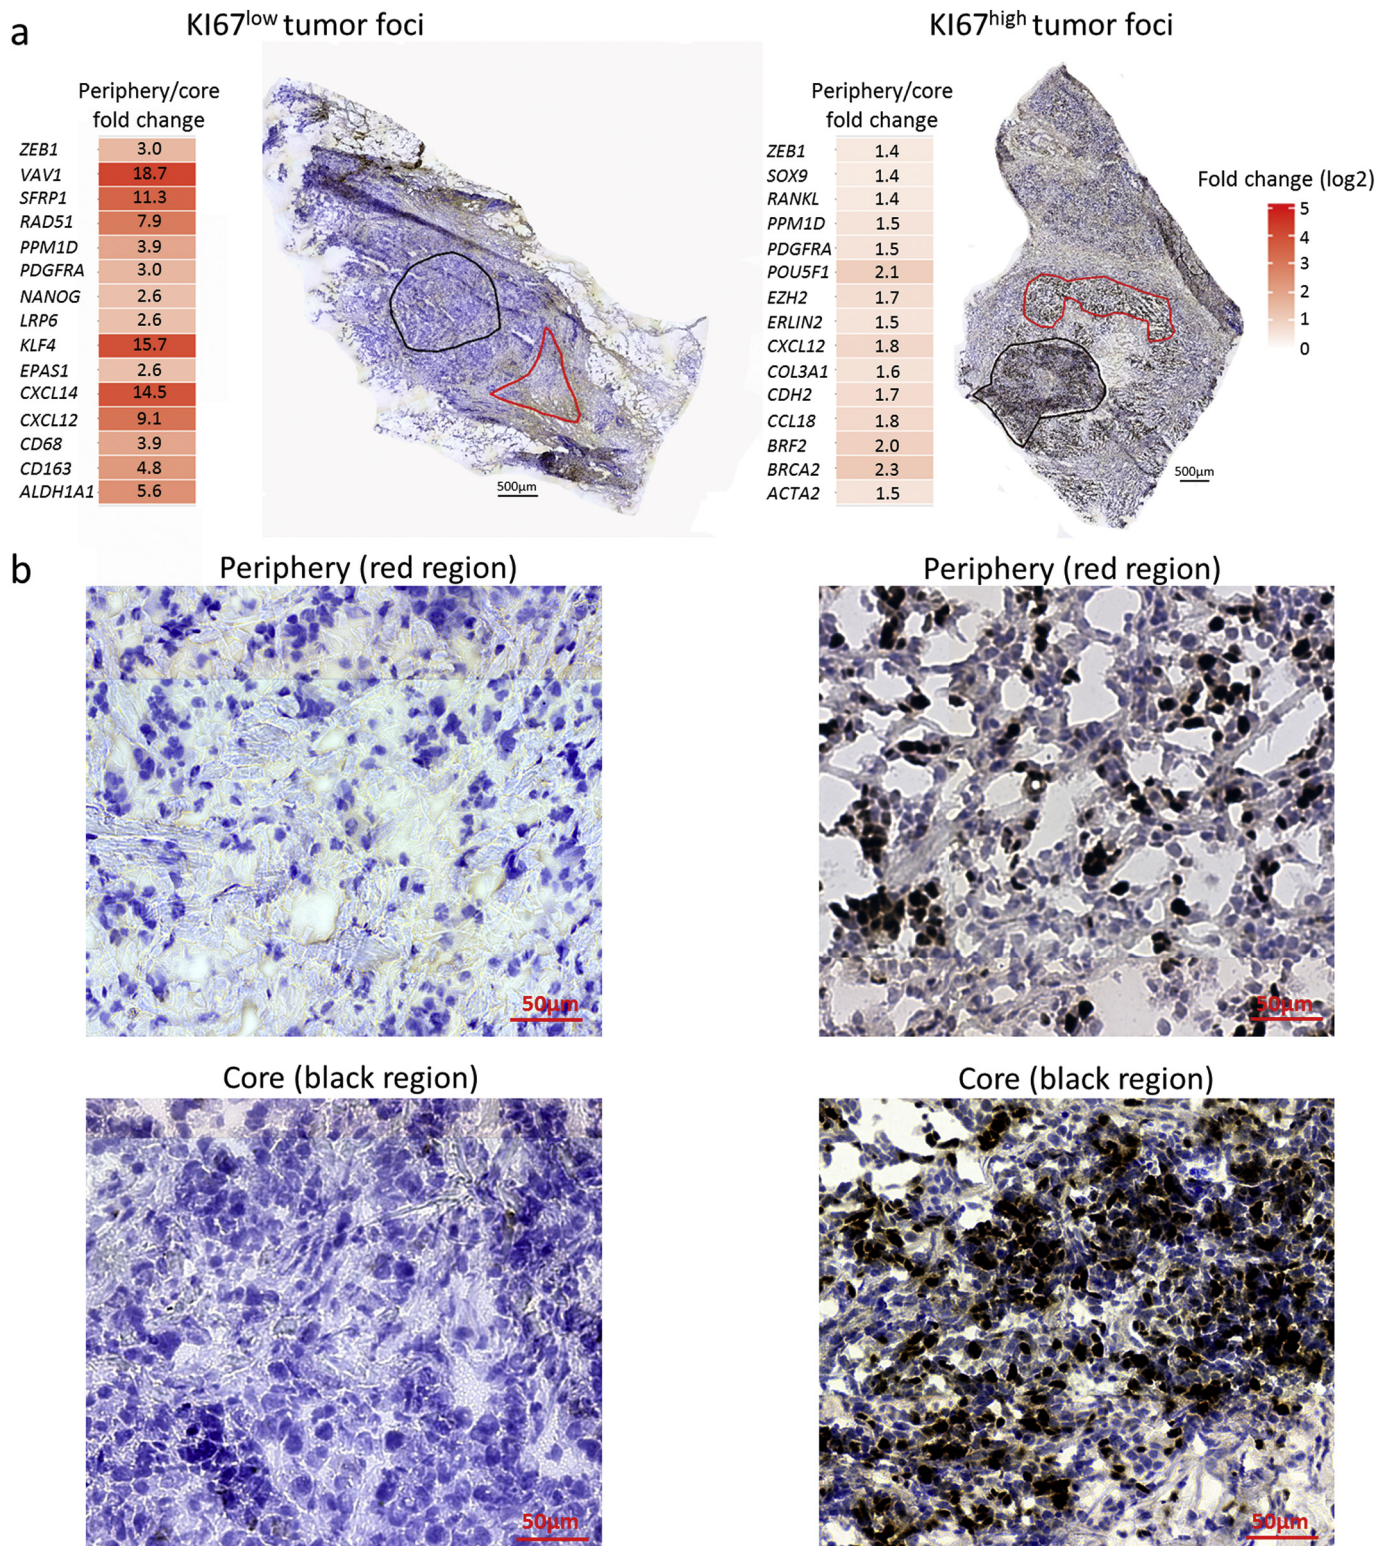 a
KI67low tumor foci
Periphery/core
fold change
ZEB1 3.0
VAV1 18.7
SFRP1 11.3
RAD51 7.9
PPM1D 3.9
PDGFRA 3.0
NANOG 2.6
LRP6 2.6
KLF4 15.7
EPAS1 2.6
CXCL14 14.5
CXCL12 9.1
CD68 3.9
CD163 4.8
ALDH1A1 5.6
500µm
KI67high tumor foci
Periphery/core
fold change
ZEB1 1.4
SOX9 1.4
RANKL 1.4
PPM1D 1.5
PDGFRA 1.5
POU5F1 2.1
EZH2 1.7
ERLIN2 1.5
CXCL12 1.8
COL3A1 1.6
CDH2 1.7
CCL18 1.8
BRF2 2.0
BRCA2 2.3
ACTA2 1.5
500µm
Fold change (log2)
5
4
3
2
1
0
b
Periphery (red region)
50µm
Periphery (red region)
50µm
Core (black region)
50µm
Core (black region)
50µm